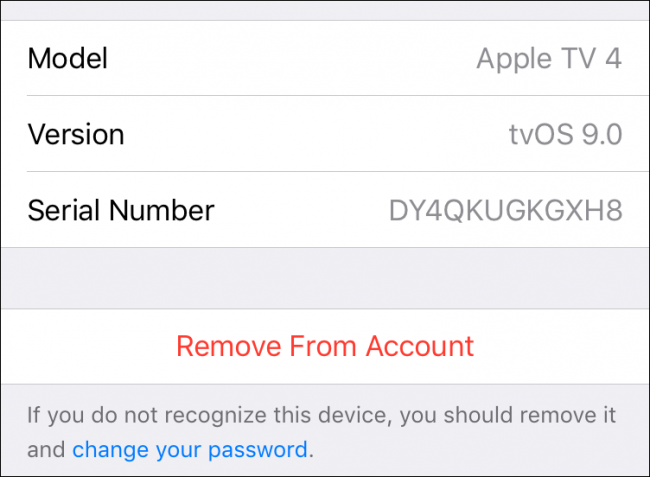 Model Apple TV 4
Version tvOS 9.0
Serial Number DY4QKUGKGXH8
Remove From Account
If you do not recognize this device, you should remove it
and change your password.